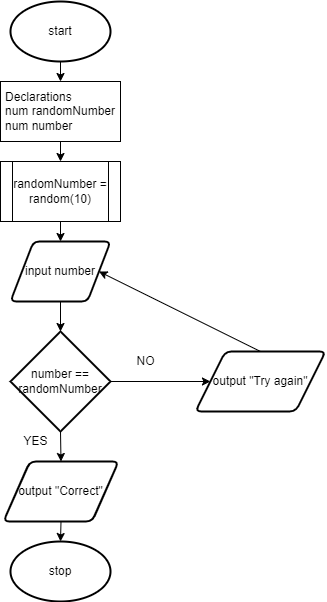 start
Declarations
num randomNumber
num number
randomNumber =
random(10)
input number
number ==
randomNumber
NO
output "Try again"
YES
output "Correct"
stop